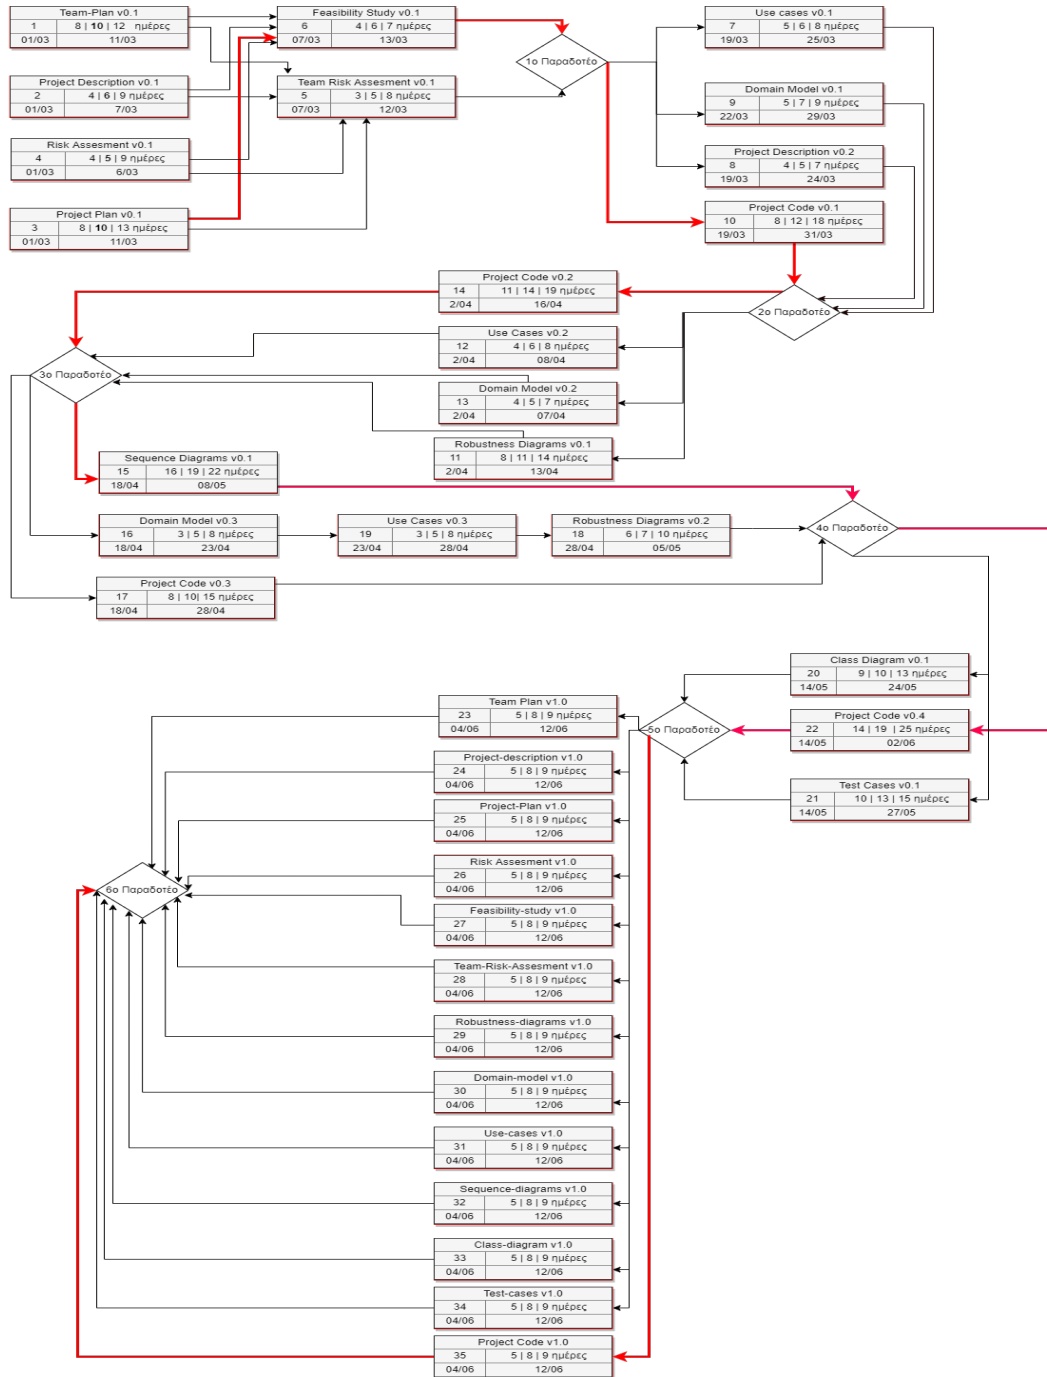 Team-Plan v0.1
1 8 | 10 | 12 ημέρες
01/03 11/03
Feasibility Study v0.1
6 4 | 6 | 7 ημέρες
07/03 13/03
Use cases v0.1
7 5 | 6 | 8 ημέρες
19/03 25/03
1ο Παραδοτέο
Project Description v0.1
2 4 | 6 | 9 ημέρες
01/03 7/03
Team Risk Assesment v0.1
5 3 | 5 | 8 ημέρες
07/03 12/03
Domain Model v0.1
9 5 | 7 | 9 ημέρες
22/03 29/03
Risk Assesment v0.1
4 4 | 5 | 9 ημέρες
01/03 6/03
Project Description v0.2
8 4 | 5 | 7 ημέρες
19/03 24/03
Project Plan v0.1
3 8 | 10 | 13 ημέρες
01/03 11/03
Project Code v0.1
10 8 | 12 | 18 ημέρες
19/03 31/03
Project Code v0.2
14 11 | 14 | 19 ημέρες
2/04 16/04
2ο Παραδοτέο
Use Cases v0.2
12 4 | 6 | 8 ημέρες
2/04 08/04
3ο Παραδοτέο
Domain Model v0.2
13 4 | 5 | 7 ημέρες
2/04 07/04
Robustness Diagrams v0.1
11 8 | 11 | 14 ημέρες
2/04 13/04
Sequence Diagrams v0.1
15 16 | 19 | 22 ημέρες
18/04 08/05
Domain Model v0.3
16 3 | 5 | 8 ημέρες
18/04 23/04
Use Cases v0.3
19 3 | 5 | 8 ημέρες
23/04 28/04
Robustness Diagrams v0.2
18 6 | 7 | 10 ημέρες
28/04 05/05
4ο Παραδοτέο
Project Code v0.3
17 8 | 10| 15 ημέρες
18/04 28/04
Class Diagram v0.1
20 9 | 10 | 13 ημέρες
14/05 24/05
Team Plan v1.0
23 5 | 8 | 9 ημέρες
04/06 12/06
5ο Παραδοτέο
Project Code v0.4
22 14 | 19 | 25 ημέρες
14/05 02/06
Project-description v1.0
24 5 | 8 | 9 ημέρες
04/06 12/06
Test Cases v0.1
21 10 | 13 | 15 ημέρες
14/05 27/05
Project-Plan v1.0
25 5 | 8 | 9 ημέρες
04/06 12/06
Risk Assesment v1.0
26 5 | 8 | 9 ημέρες
04/06 12/06
6ο Παραδοτέο
Feasibility-study v1.0
27 5 | 8 | 9 ημέρες
04/06 12/06
Team-Risk-Assesment v1.0
28 5 | 8 | 9 ημέρες
04/06 12/06
Robustness-diagrams v1.0
29 5 | 8 | 9 ημέρες
04/06 12/06
Domain-model v1.0
30 5 | 8 | 9 ημέρες
04/06 12/06
Use-cases v1.0
31 5 | 8 | 9 ημέρες
04/06 12/06
Sequence-diagrams v1.0
32 5 | 8 | 9 ημέρες
04/06 12/06
Class-diagram v1.0
33 5 | 8 | 9 ημέρες
04/06 12/06
Test-cases v1.0
34 5 | 8 | 9 ημέρες
04/06 12/06
Project Code v1.0
35 5 | 8 | 9 ημέρες
04/06 12/06